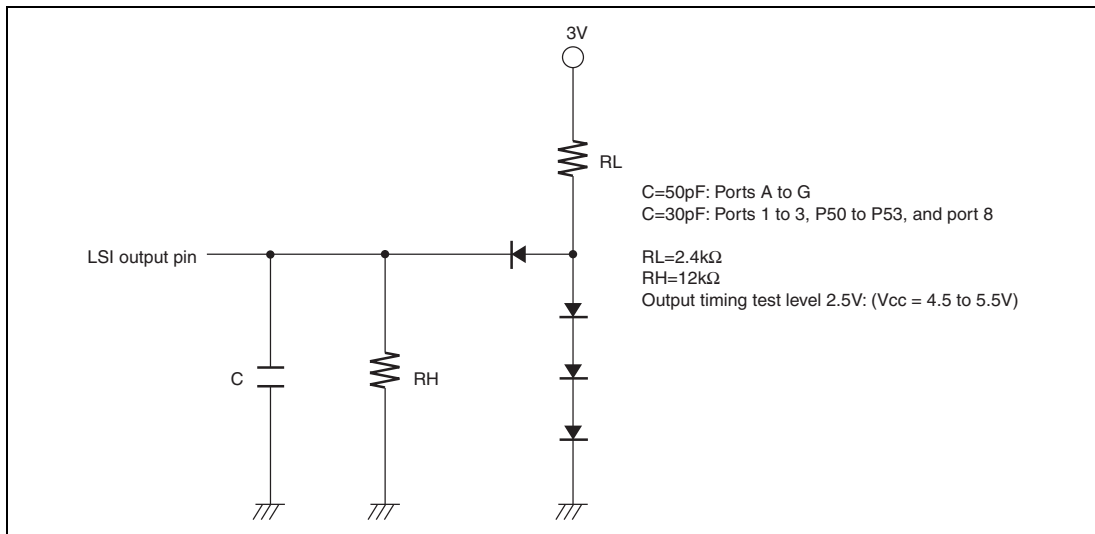 3V
RL
C=50pF: Ports A to G
C=30pF: Ports 1 to 3, P50 to P53, and port 8
LSI output pin
RL=2.4kΩ
RH=12kΩ
Output timing test level 2.5V: (Vcc = 4.5 to 5.5V)
C
RH